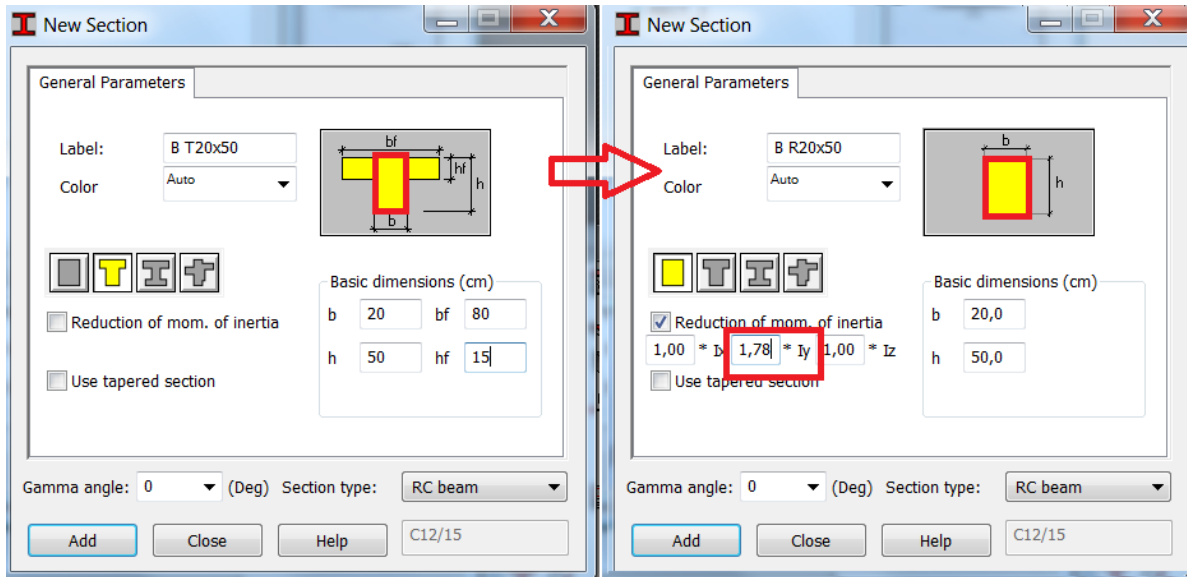 New Section
General Parameters
Label: B T20x50
Color Auto
bf
hf
h
b
Basic dimensions (cm)
Reduction of mom. of inertia
b 20 bf 80
h 50 hf 15
Use tapered section
Gamma angle: 0 (Deg) Section type: RC beam
Add Close Help C12/15
New Section
General Parameters
Label: B R20x50
Color Auto
b
h
Basic dimensions (cm)
Reduction of mom. of inertia
b 20,0
1,00 * Ix 1,78 * Iy 1,00 * Iz
h 50,0
Use tapered section
Gamma angle: 0 (Deg) Section type: RC beam
Add Close Help C12/15